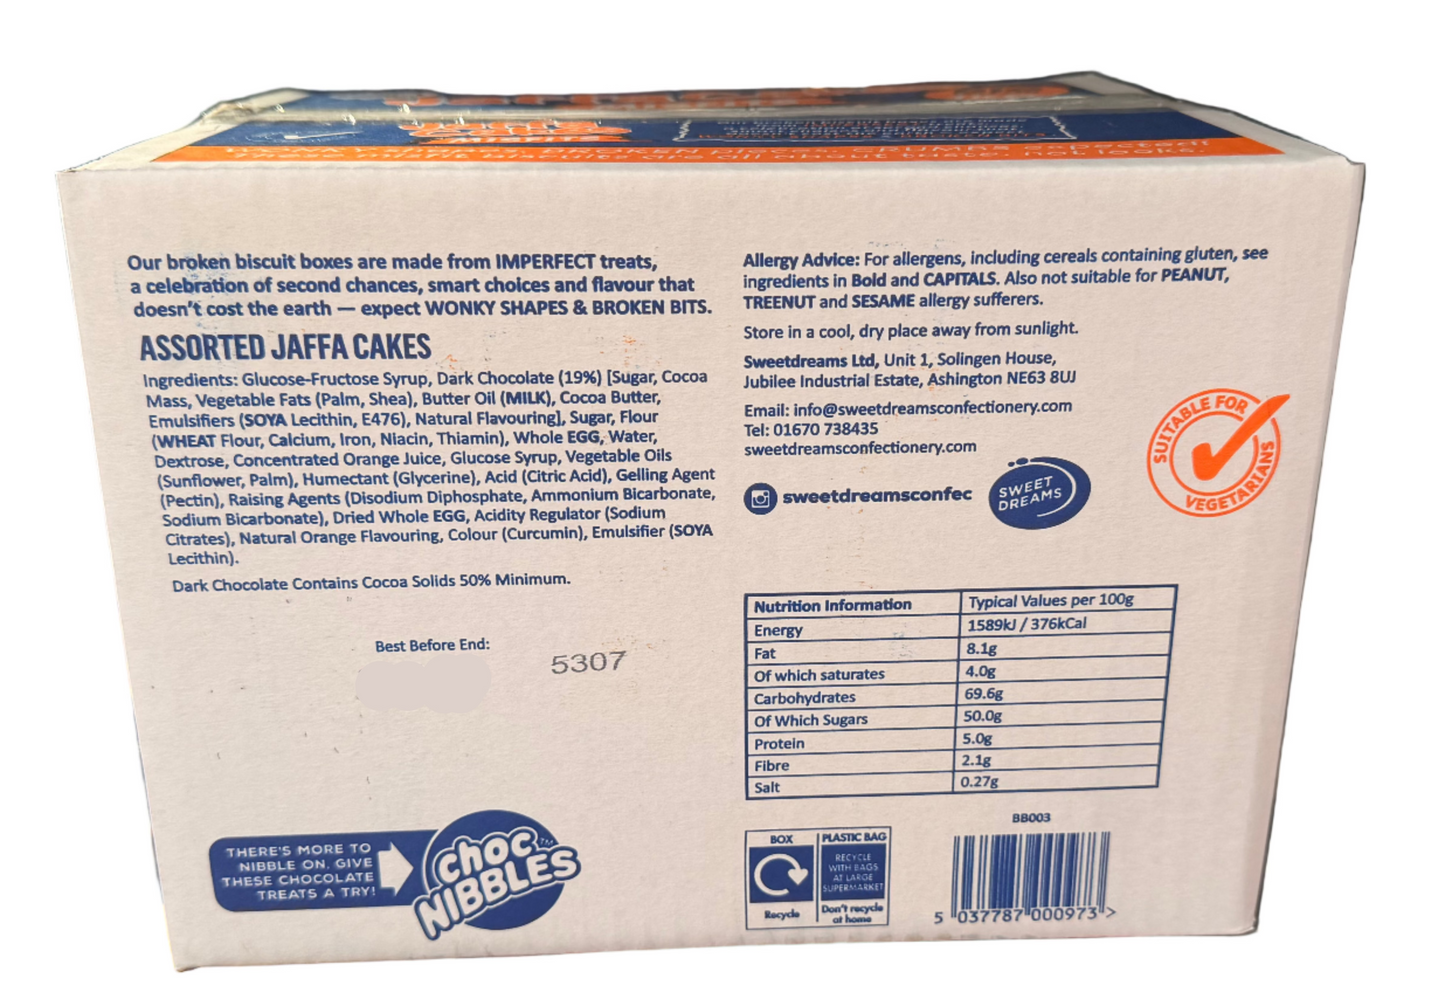 These misfit biscuits are all about taste, not looks.
Our broken biscuit boxes are made from IMPERFECT treats,
a celebration of second chances, smart choices and flavour that
doesn't cost the earth — expect WONKY SHAPES & BROKEN BITS.
ASSORTED JAFFA CAKES
Ingredients: Glucose-Fructose Syrup, Dark Chocolate (19%) [Sugar, Cocoa
Mass, Vegetable Fats (Palm, Shea), Butter Oil (MILK), Cocoa Butter,
Emulsifiers (SOYA Lecithin, E476), Natural Flavouring], Sugar, Flour
(WHEAT Flour, Calcium, Iron, Niacin, Thiamin), Whole EGG, Water,
Dextrose, Concentrated Orange Juice, Glucose Syrup, Vegetable Oils
(Sunflower, Palm), Humectant (Glycerine), Acid (Citric Acid), Gelling Agent
(Pectin), Raising Agents (Disodium Diphosphate, Ammonium Bicarbonate,
Sodium Bicarbonate), Dried Whole EGG, Acidity Regulator (Sodium
Citrates), Natural Orange Flavouring, Colour (Curcumin), Emulsifier (SOYA
Lecithin).
Dark Chocolate Contains Cocoa Solids 50% Minimum.
Best Before End:
5307
THERE'S MORE TO
NIBBLE ON. GIVE
THESE CHOCOLATE
TREATS A TRY!
choc
NIBBLES™
Allergy Advice: For allergens, including cereals containing gluten, see
ingredients in Bold and CAPITALS. Also not suitable for PEANUT,
TREENUT and SESAME allergy sufferers.
Store in a cool, dry place away from sunlight.
Sweetdreams Ltd, Unit 1, Solingen House,
Jubilee Industrial Estate, Ashington NE63 8UJ
Email: info@sweetdreamsconfectionery.com
Tel: 01670 738435
sweetdreamsconfectionery.com
sweetdreamsconfec
SWEET
DREAMS
SUITABLE FOR
VEGETARIANS
Nutrition Information Typical Values per 100g
Energy 1589kJ / 376kCal
Fat 8.1g
Of which saturates 4.0g
Carbohydrates 69.6g
Of Which Sugars 50.0g
Protein 5.0g
Fibre 2.1g
Salt 0.27g
BOX
Recycle
PLASTIC BAG
RECYCLE
WITH BAGS
AT LARGE
SUPERMARKET
Don't recycle
at home
BB003
5 037787 000973 >